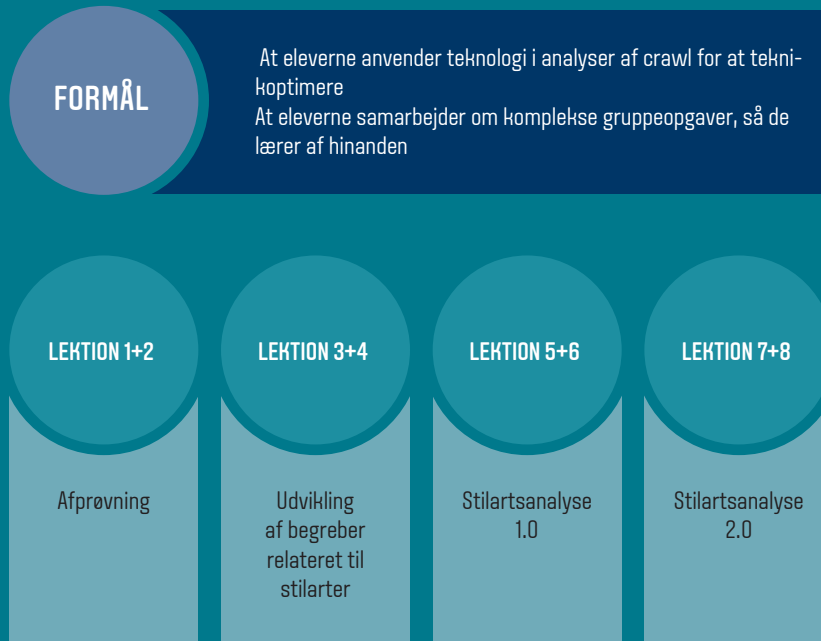 FORMÅL
At eleverne anvender teknologi i analyser af crawl for at tekni-
koptimere
At eleverne samarbejder om komplekse gruppeopgaver, så de
lærer af hinanden
LEKTION 1+2
LEKTION 3+4
LEKTION 5+6
LEKTION 7+8
Afprøvning
Udvikling
af begreber
relateret til
stilarter
Stilartsanalyse
1.0
Stilartsanalyse
2.0